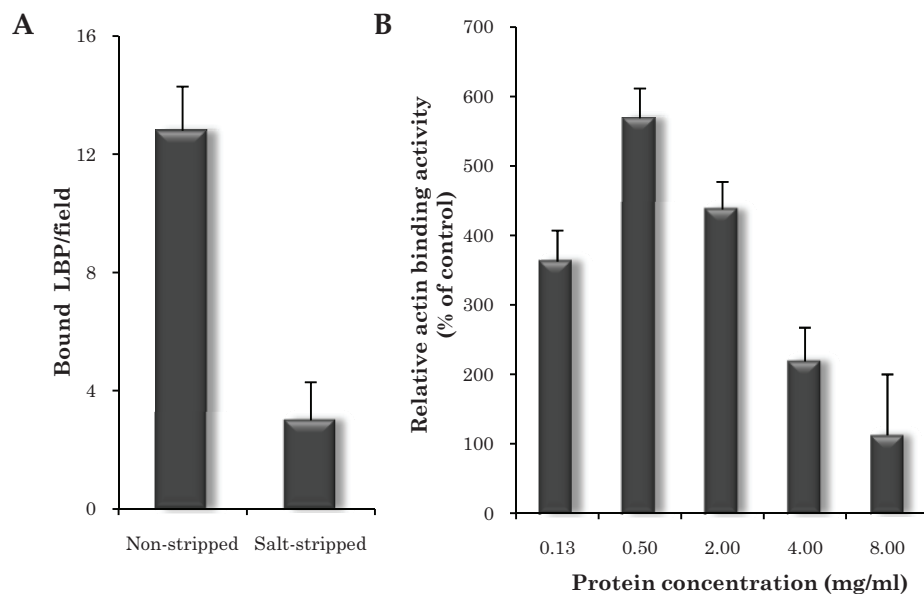 A
Bound LBP/field
16
12
8
4
0
Non-stripped
Salt-stripped
B
Relative actin binding activity
(% of control)
700
600
500
400
300
200
100
0
0.13
0.50
2.00
4.00
8.00
Protein concentration (mg/ml)